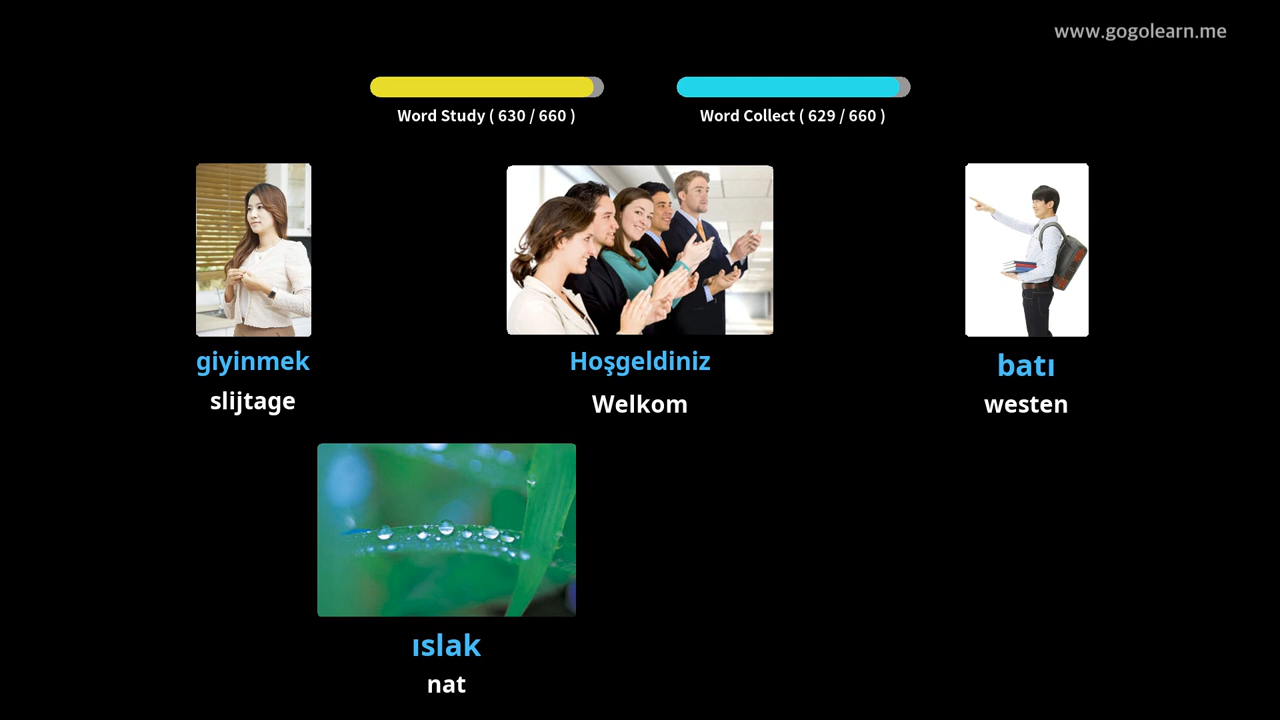 www.gogolearn.me
Word Study ( 630 / 660 )
Word Collect ( 629 / 660 )
giyinmek
slijtage
Hoşgeldiniz
Welkom
batı
westen
ıslak
nat